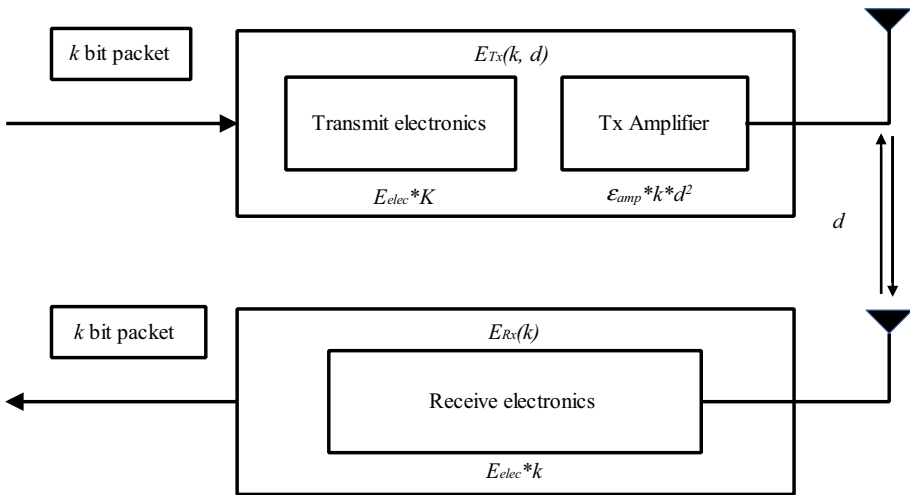 k bit packet
E_Tx(k, d)
Transmit electronics
Tx Amplifier
E_elec*K
ε_amp*k*d²
d
k bit packet
E_Rx(k)
Receive electronics
E_elec*k